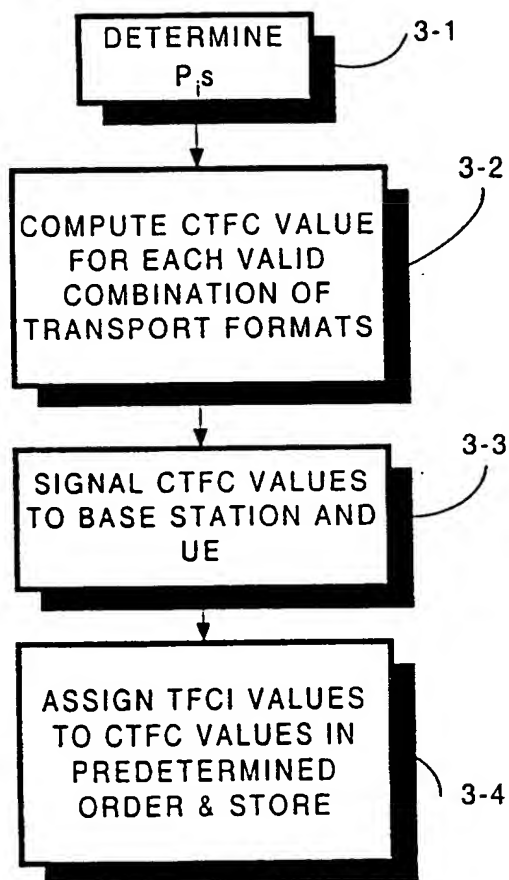 DETERMINE
Pis
3-1
COMPUTE CTFC VALUE
FOR EACH VALID
COMBINATION OF
TRANSPORT FORMATS
3-2
SIGNAL CTFC VALUES
TO BASE STATION AND
UE
3-3
ASSIGN TFCI VALUES
TO CTFC VALUES IN
PREDETERMINED
ORDER & STORE
3-4